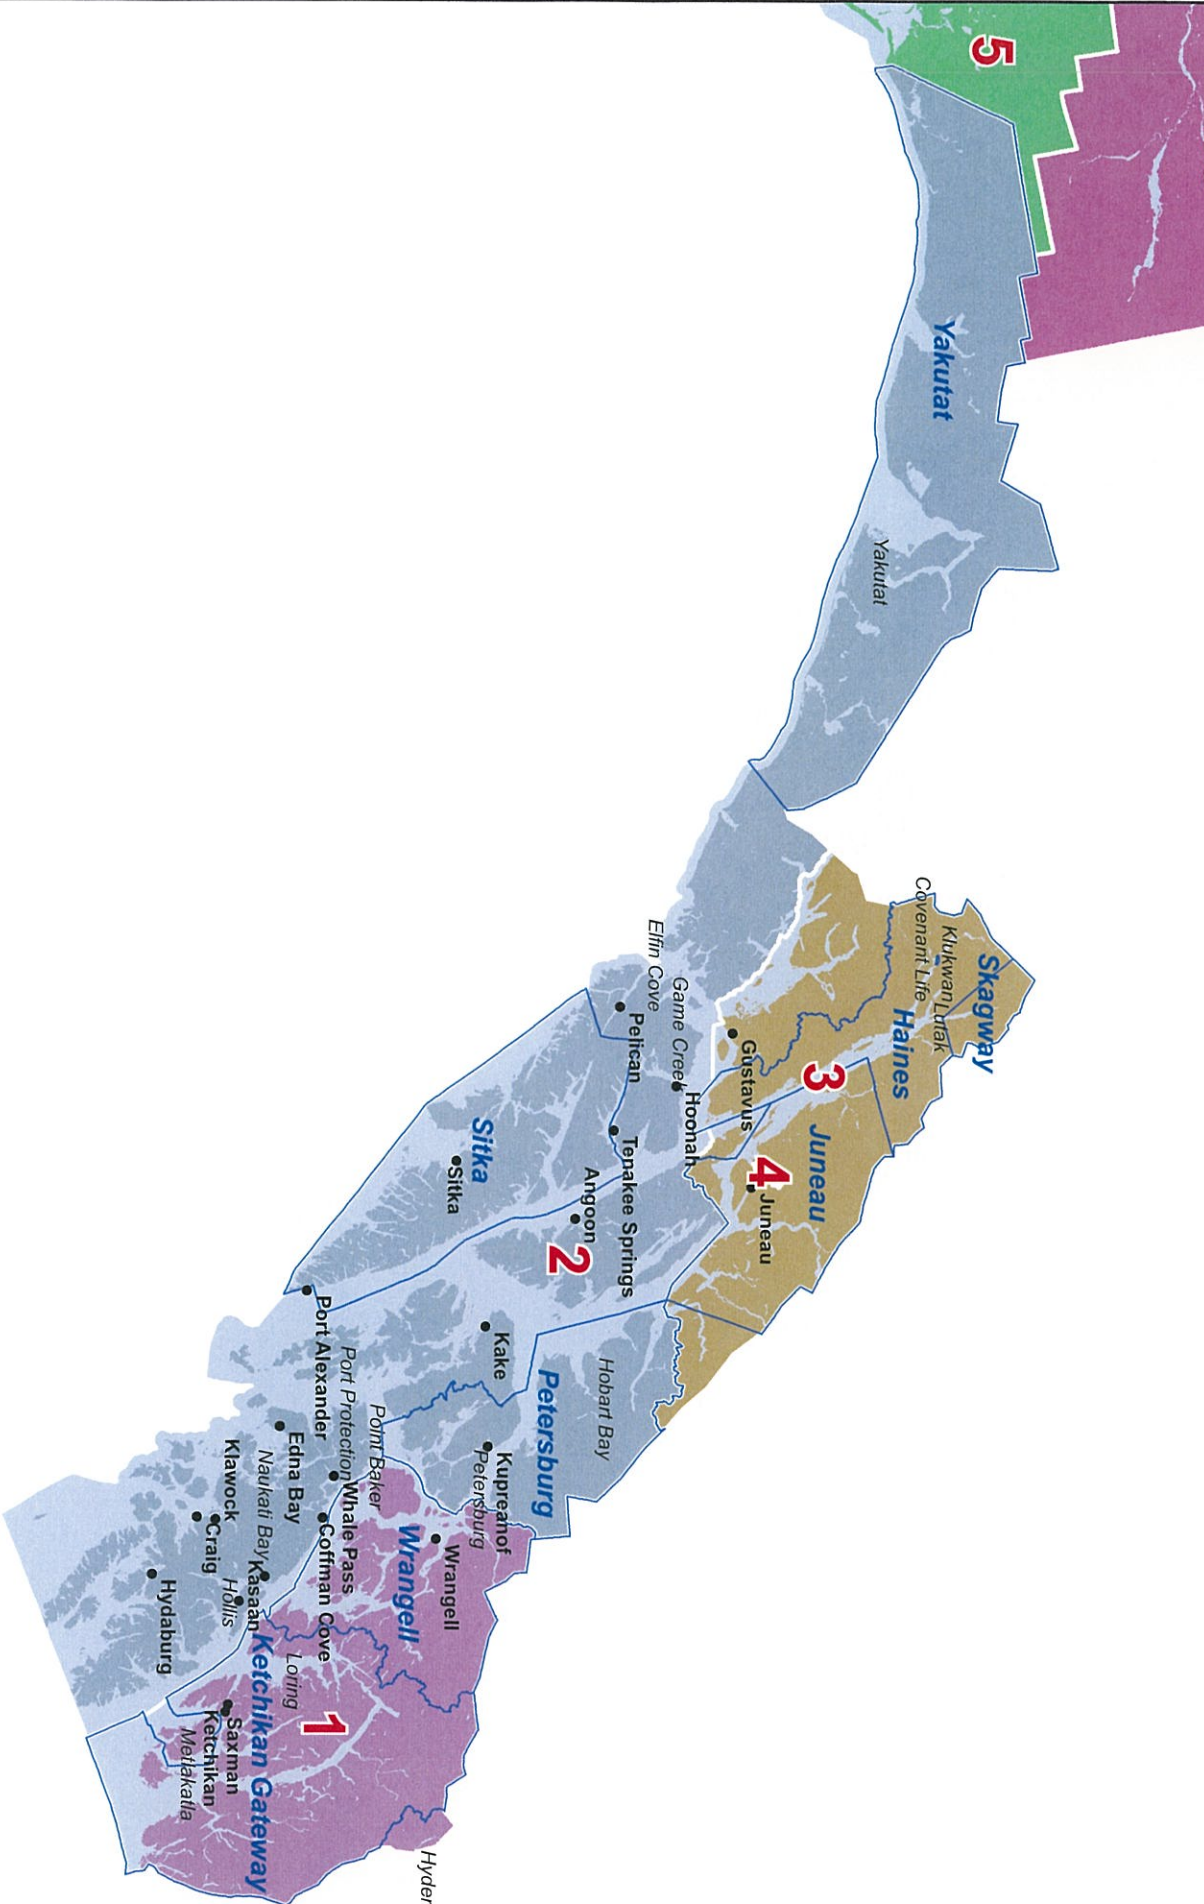 5
Yakutat
Yakutat
Skagway
Klukwan
Lutak
Covenant Life
Haines
3
Elfin Cove
Game Creek
Pelican
Gustavus
Hoonah
Juneau
4
Juneau
Tenakee Springs
Angoon
2
Sitka
Sitka
Port Alexander
Kake
Hobart Bay
Petersburg
Kupreanof
Petersburg
Port Protection
Point Baker
Edna Bay
Whale Pass
Naukati Bay
Coffman Cove
Klawock
Craig
Wrangell
Wrangell
Kasaan
Hollis
Hydaburg
Ketchikan Gateway
Loring
1
Saxman
Ketchikan
Metlakatla
Hyder